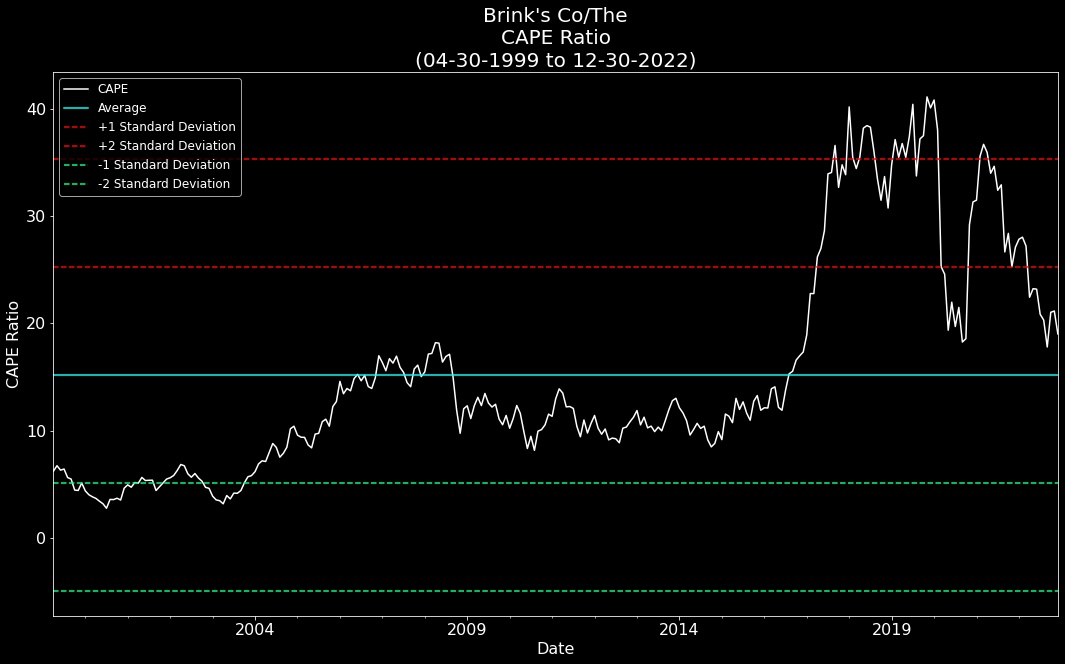 Brink's Co/The
CAPE Ratio
(04-30-1999 to 12-30-2022)
CAPE
Average
+1 Standard Deviation
+2 Standard Deviation
-1 Standard Deviation
-2 Standard Deviation
40
30
20
10
0
CAPE Ratio
2004
2009
2014
2019
Date